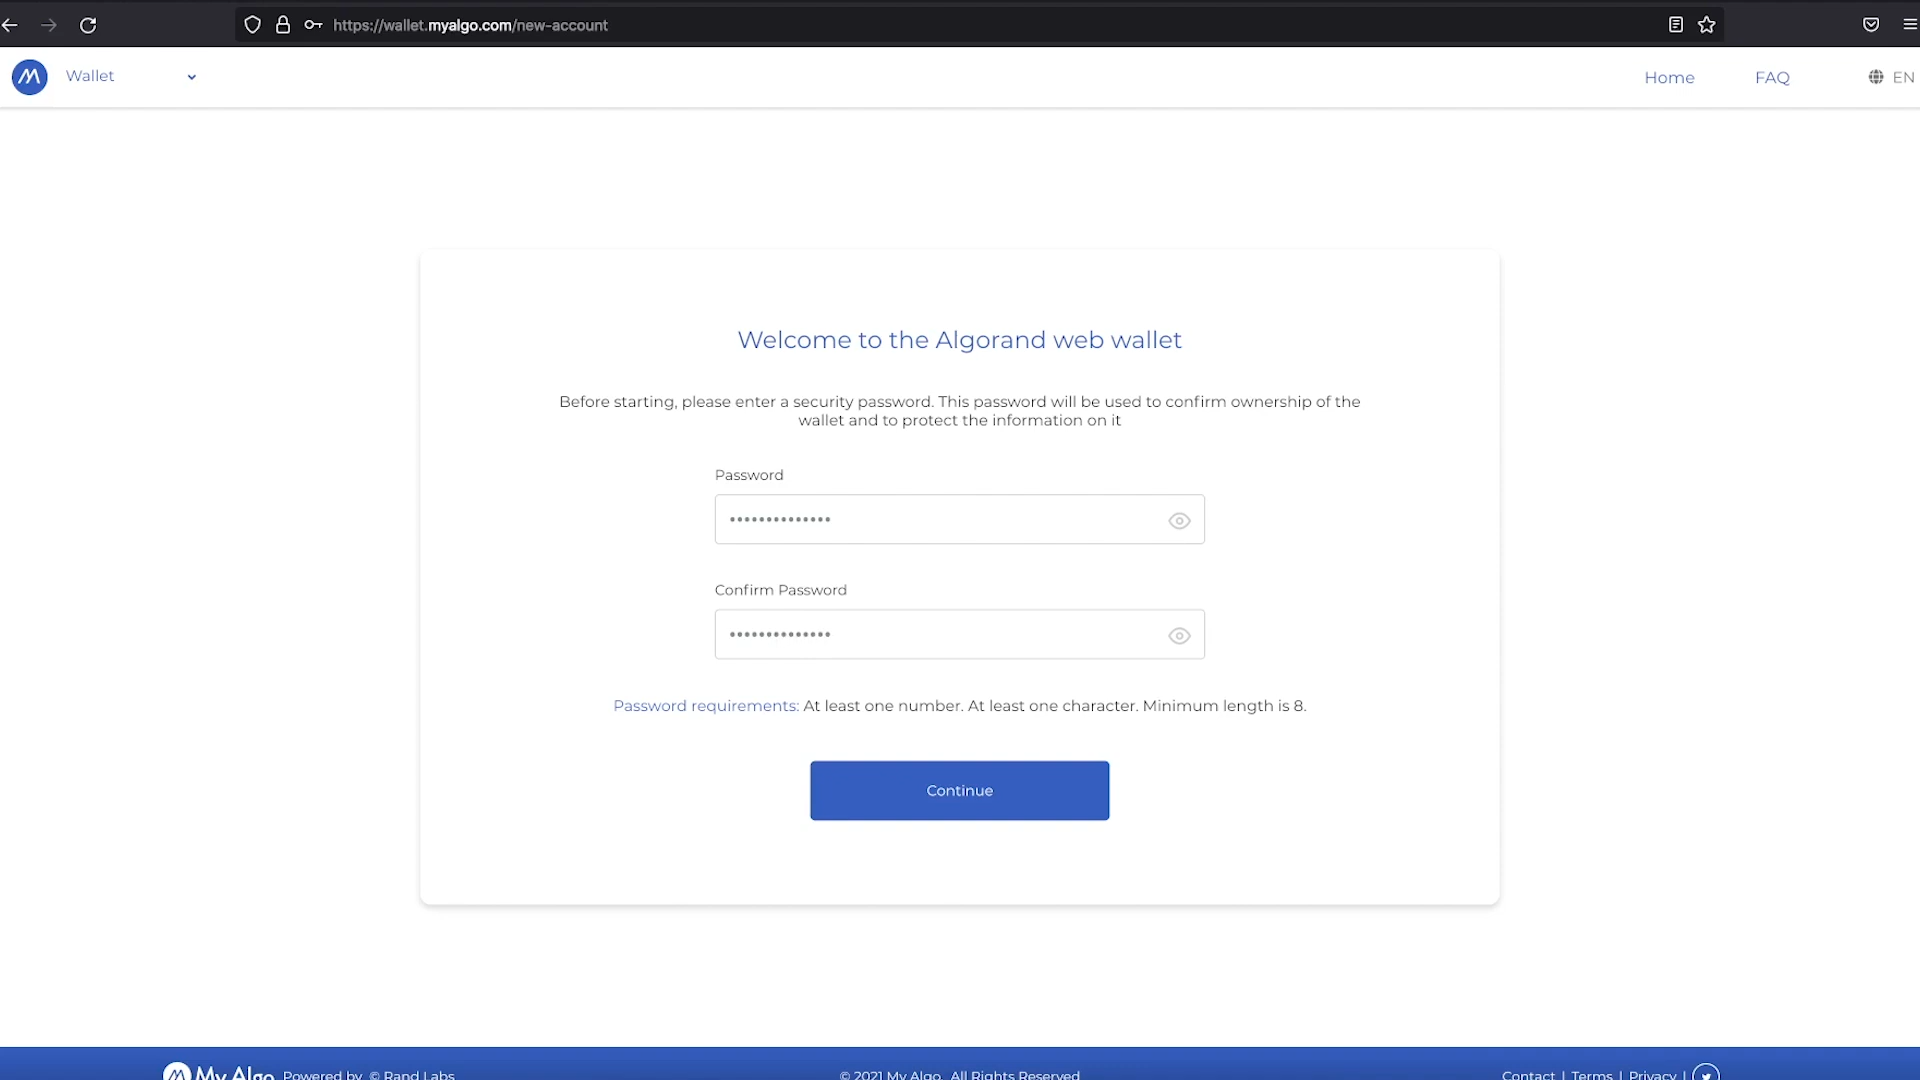 https://wallet.myalgo.com/new-account
Wallet
Home
FAQ
EN
Welcome to the Algorand web wallet
Before starting, please enter a security password. This password will be used to confirm ownership of the
wallet and to protect the information on it
Password
••••••••••••••
Confirm Password
••••••••••••••
Password requirements: At least one number. At least one character. Minimum length is 8.
Continue
My Algo Powered by © Rand Labs
© 2021 My Algo. All Rights Reserved
Contact | Terms | Privacy |